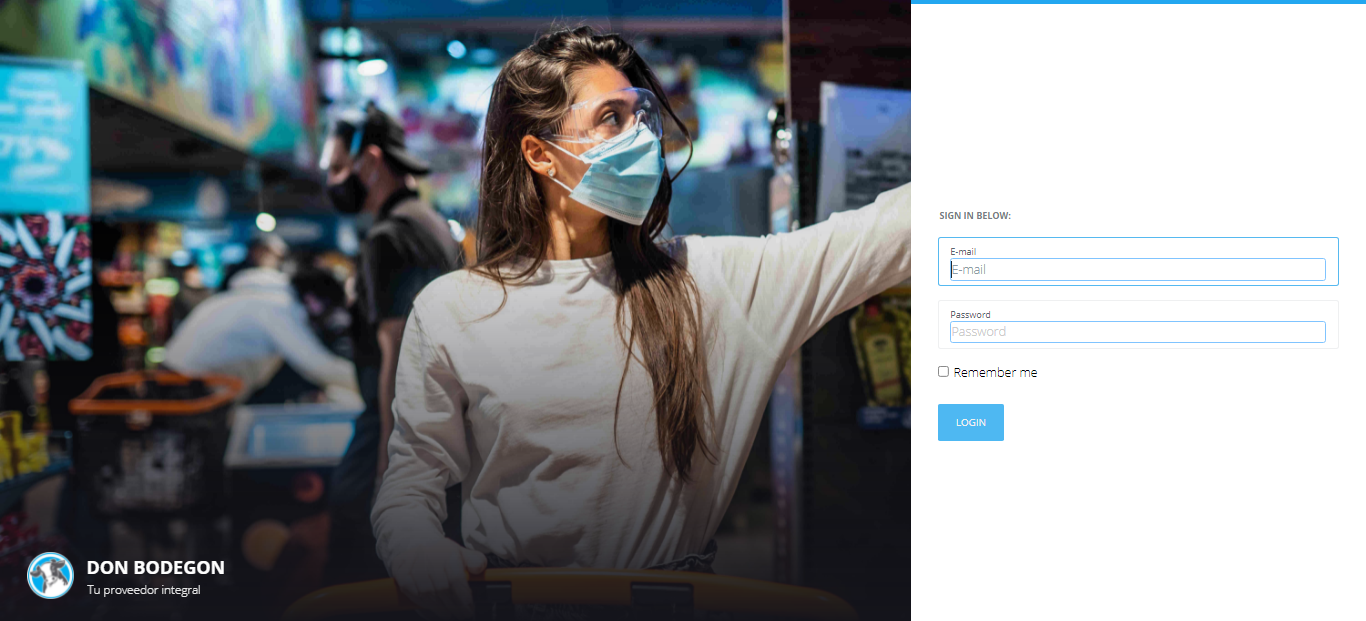 SIGN IN BELOW:
E-mail
E-mail
Password
Password
Remember me
LOGIN
DON BODEGON
Tu proveedor integral